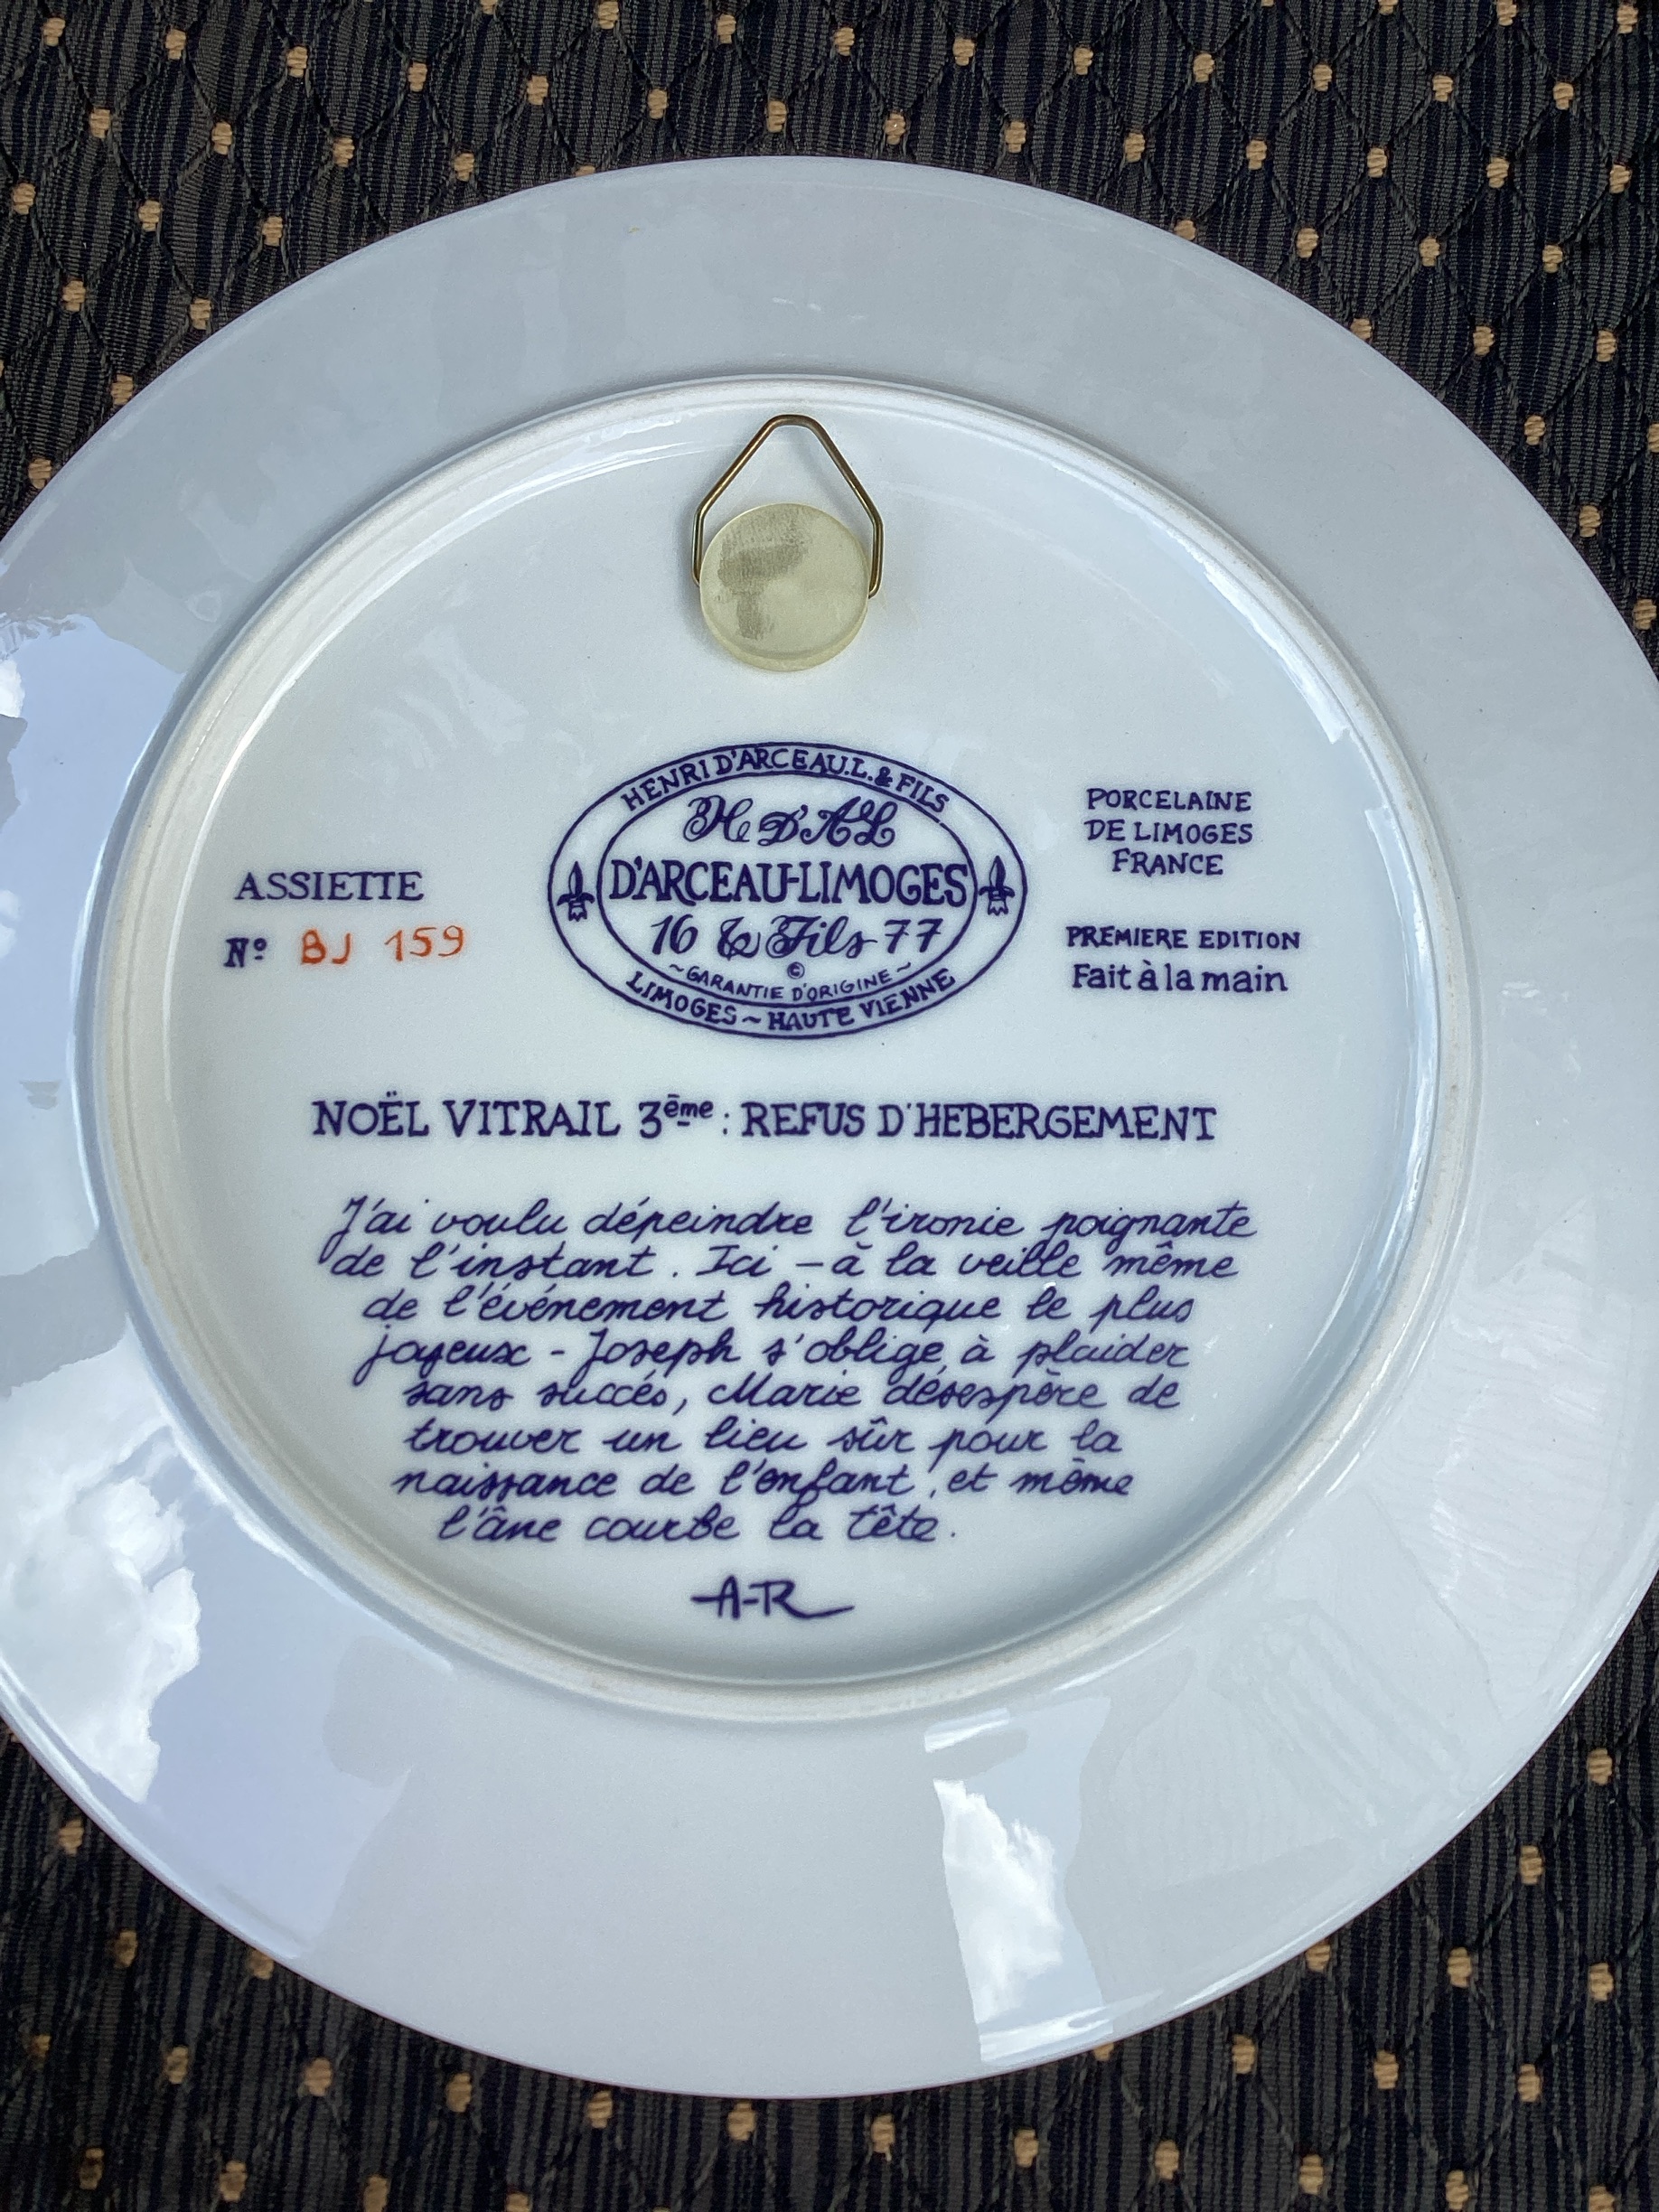 HENRI D'ARCEAU.L. & FILS
H. D'A & L
D'ARCEAU-LIMOGES
16 & Fils 77
©
~GARANTIE D'ORIGINE~
LIMOGES ~ HAUTE VIENNE
ASSIETTE
Nº BJ 159
PORCELAINE
DE LIMOGES
FRANCE
PREMIERE EDITION
Fait à la main
NOËL VITRAIL 3ème : REFUS D'HEBERGEMENT
J'ai voulu dépeindre l'ironie poignante
de l'instant. Ici – à la veille même
de l'événement historique le plus
joyeux - Joseph s'oblige à plaider
sans succés, Marie désespère de
trouver un lieu sûr pour la
naissance de l'enfant, et même
l'âne courbe la tête.
A-R